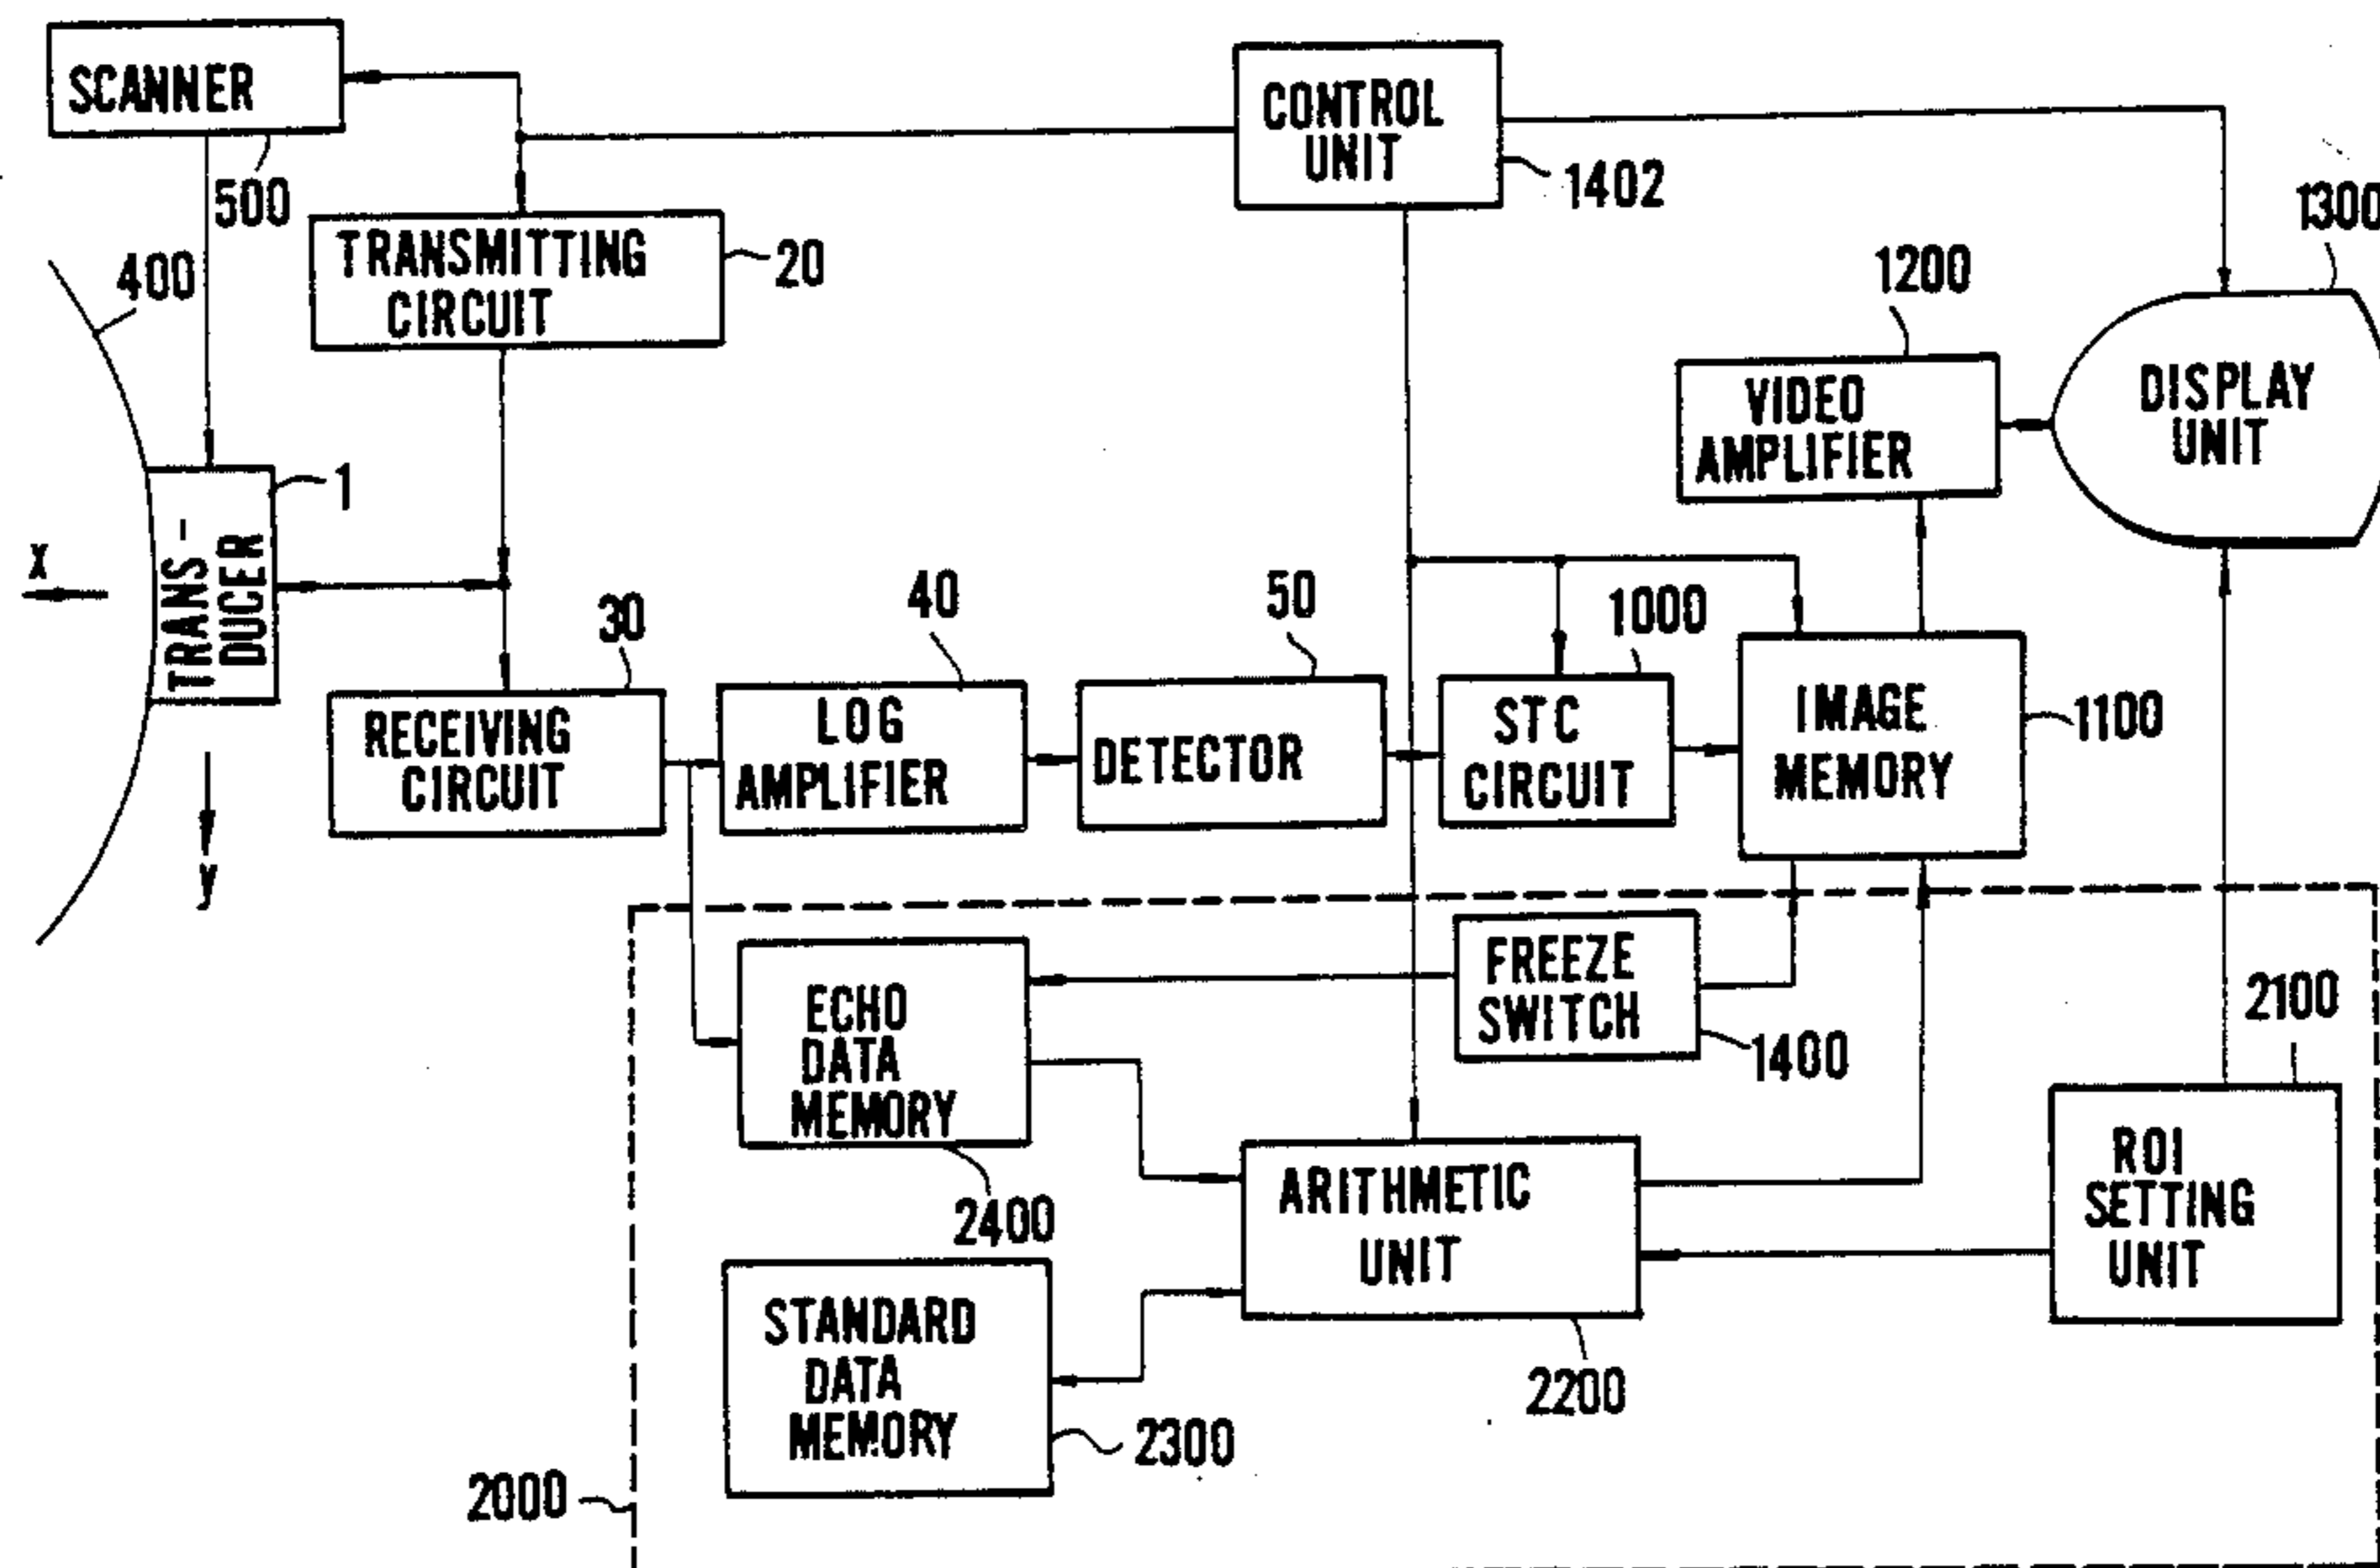 SCANNER
500
CONTROL
UNIT
1402
TRANSMITTING
CIRCUIT
20
400
1200
1300
VIDEO
AMPLIFIER
DISPLAY
UNIT
1
TRANS-
DUCER
X
y
30
RECEIVING
CIRCUIT
40
LOG
AMPLIFIER
50
DETECTOR
1000
STC
CIRCUIT
IMAGE
MEMORY
1100
ECHO
DATA
MEMORY
2400
FREEZE
SWITCH
1400
2100
ROI
SETTING
UNIT
ARITHMETIC
UNIT
2200
STANDARD
DATA
MEMORY
2300
2000